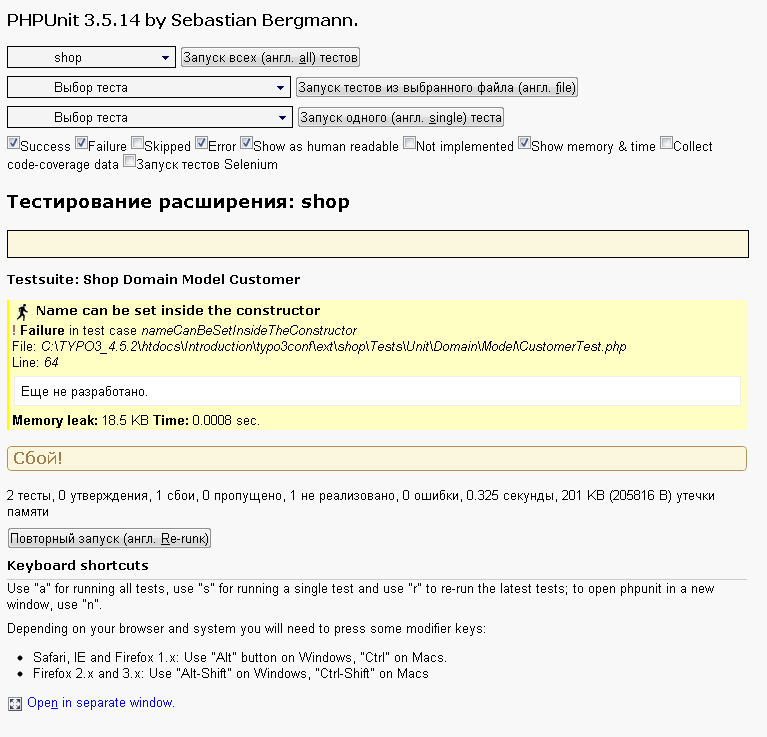 PHPUnit 3.5.14 by Sebastian Bergmann.
shop Запуск всех (англ. all) тестов
Выбор теста Запуск тестов из выбранного файла (англ. file)
Выбор теста Запуск одного (англ. single) теста
Success Failure Skipped Error Show as human readable Not implemented Show memory & time Collect
code-coverage data Запуск тестов Selenium
Тестирование расширения: shop
Testsuite: Shop Domain Model Customer
Name can be set inside the constructor
! Failure in test case nameCanBeSetInsideTheConstructor
File: C:\TYPO3_4.5.2\htdocs\Introduction\typo3conf\ext\shop\Tests\Unit\Domain\Model\CustomerTest.php
Line: 64
Еще не разработано.
Memory leak: 18.5 KB Time: 0.0008 sec.
Сбой!
2 тесты, 0 утверждения, 1 сбои, 0 пропущено, 1 не реализовано, 0 ошибки, 0.325 секунды, 201 KB (205816 B) утечки
памяти
Повторный запуск (англ. Re-runк)
Keyboard shortcuts
Use "a" for running all tests, use "s" for running a single test and use "r" to re-run the latest tests; to open phpunit in a new
window, use "n".
Depending on your browser and system you will need to press some modifier keys:
• Safari, IE and Firefox 1.x: Use "Alt" button on Windows, "Ctrl" on Macs.
• Firefox 2.x and 3.x: Use "Alt-Shift" on Windows, "Ctrl-Shift" on Macs
Open in separate window.